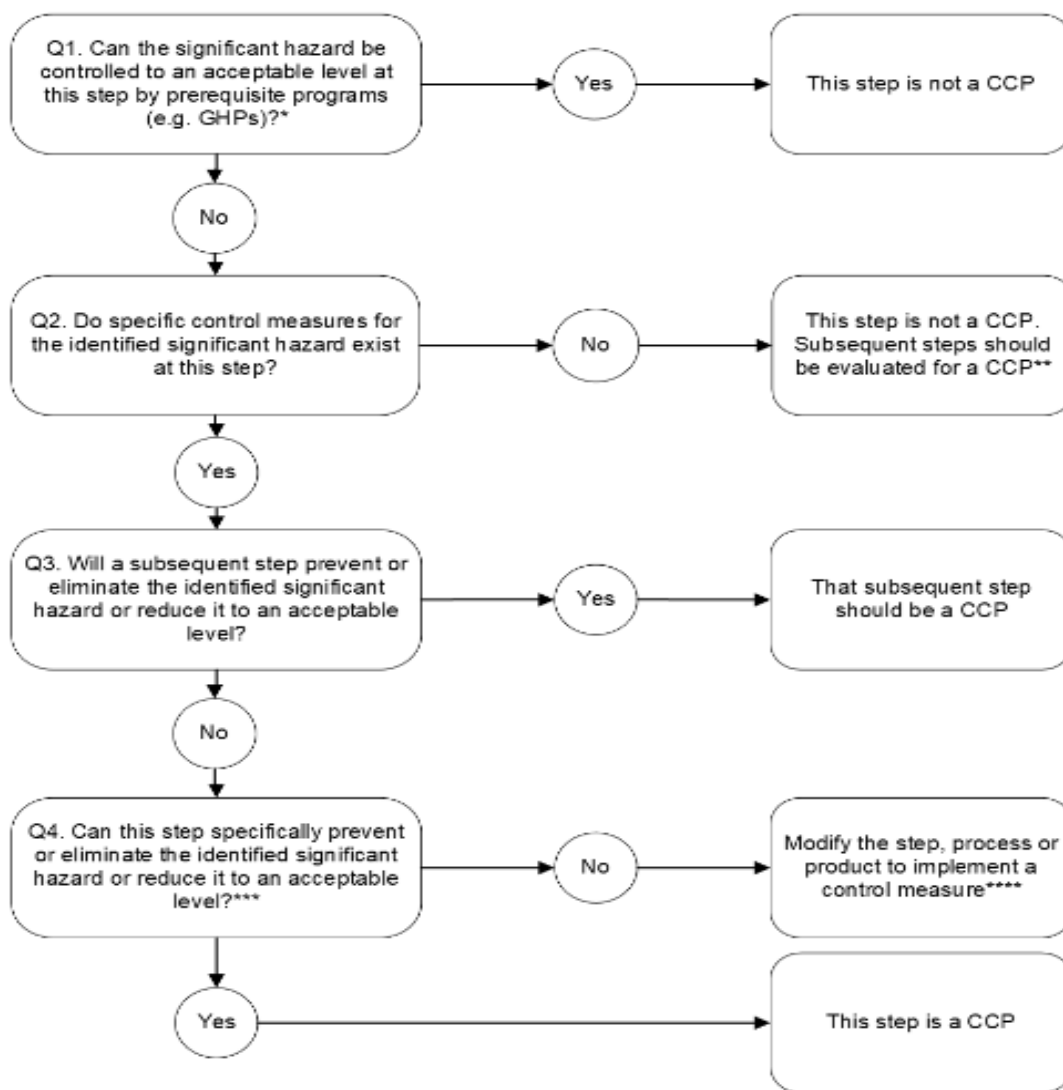 Q1. Can the significant hazard be
controlled to an acceptable level at
this step by prerequisite programs
(e.g. GHPs)?*
Yes
This step is not a CCP
No
Q2. Do specific control measures for
the identified significant hazard exist
at this step?
No
This step is not a CCP.
Subsequent steps should
be evaluated for a CCP**
Yes
Q3. Will a subsequent step prevent or
eliminate the identified significant
hazard or reduce it to an acceptable
level?
Yes
That subsequent step
should be a CCP
No
Q4. Can this step specifically prevent
or eliminate the identified significant
hazard or reduce it to an acceptable
level?***
No
Modify the step, process or
product to implement a
control measure****
Yes
This step is a CCP